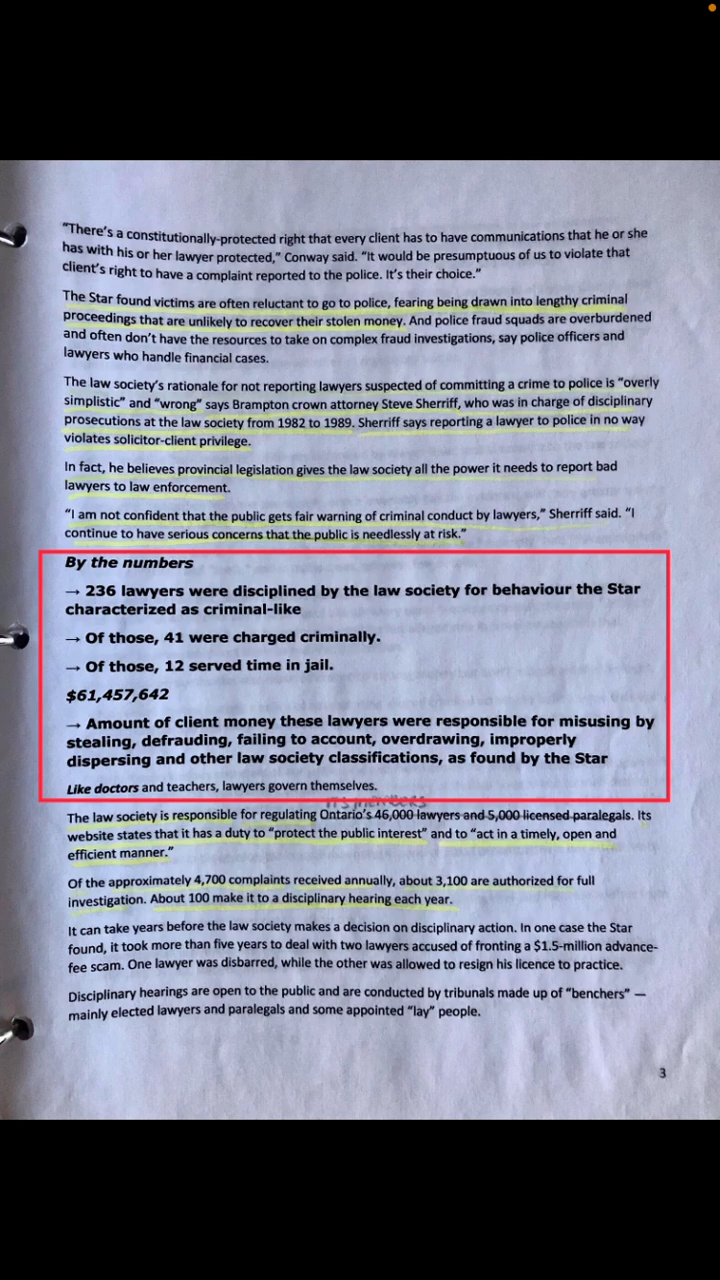 "There's a constitutionally-protected right that every client has to have communications that he or she
has with his or her lawyer protected," Conway said. "It would be presumptuous of us to violate that
client's right to have a complaint reported to the police. It's their choice."
The Star found victims are often reluctant to go to police, fearing being drawn into lengthy criminal
proceedings that are unlikely to recover their stolen money. And police fraud squads are overburdened
and often don't have the resources to take on complex fraud investigations, say police officers and
lawyers who handle financial cases.
The law society's rationale for not reporting lawyers suspected of committing a crime to police is "overly
simplistic" and "wrong" says Brampton crown attorney Steve Sherriff, who was in charge of disciplinary
prosecutions at the law society from 1982 to 1989. Sherriff says reporting a lawyer to police in no way
violates solicitor-client privilege.
In fact, he believes provincial legislation gives the law society all the power it needs to report bad
lawyers to law enforcement.
"I am not confident that the public gets fair warning of criminal conduct by lawyers," Sherriff said. "I
continue to have serious concerns that the public is needlessly at risk."
By the numbers
→ 236 lawyers were disciplined by the law society for behaviour the Star
characterized as criminal-like
→ Of those, 41 were charged criminally.
→ Of those, 12 served time in jail.
$61,457,642
→ Amount of client money these lawyers were responsible for misusing by
stealing, defrauding, failing to account, overdrawing, improperly
dispersing and other law society classifications, as found by the Star
Like doctors and teachers, lawyers govern themselves.
ITS MEMBERS
The law society is responsible for regulating Ontario's 46,000 lawyers and 5,000 licensed paralegals. Its
website states that it has a duty to "protect the public interest" and to "act in a timely, open and
efficient manner."
Of the approximately 4,700 complaints received annually, about 3,100 are authorized for full
investigation. About 100 make it to a disciplinary hearing each year.
It can take years before the law society makes a decision on disciplinary action. In one case the Star
found, it took more than five years to deal with two lawyers accused of fronting a $1.5-million advance-
fee scam. One lawyer was disbarred, while the other was allowed to resign his licence to practice.
Disciplinary hearings are open to the public and are conducted by tribunals made up of "benchers" —
mainly elected lawyers and paralegals and some appointed "lay" people.
3